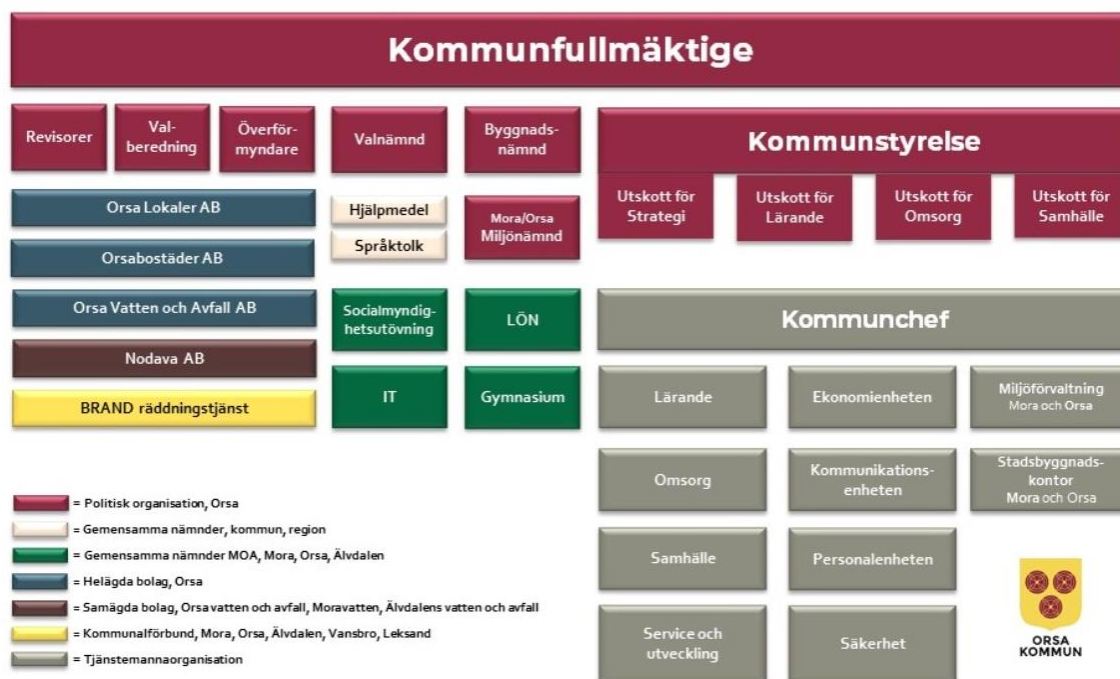 Kommunfullmäktige
Revisorer
Val-
beredning
Överför-
myndare
Valnämnd
Byggnads-
nämnd
Kommunstyrelse
Utskott för
Strategi
Utskott för
Lärande
Utskott för
Omsorg
Utskott för
Samhälle
Orsa Lokaler AB
Orsabostäder AB
Orsa Vatten och Avfall AB
Nodava AB
BRAND räddningstjänst
Hjälpmedel
Språktolk
Mora/Orsa
Miljönämnd
Socialmyndig-
hetsutövning
LÖN
IT
Gymnasium
Kommunchef
Lärande
Ekonomienheten
Miljöförvaltning
Mora och Orsa
Omsorg
Kommunikations-
enheten
Stadsbyggnads-
kontor
Mora och Orsa
Samhälle
Personalenheten
Service och
utveckling
Säkerhet
= Politisk organisation, Orsa
= Gemensamma nämnder, kommun, region
= Gemensamma nämnder MOA, Mora, Orsa, Älvdalen
= Helägda bolag, Orsa
= Samägda bolag, Orsa vatten och avfall, Moravatten, Älvdalens vatten och avfall
= Kommunalförbund, Mora, Orsa, Älvdalen, Vansbro, Leksand
= Tjänstemannaorganisation
ORSA
KOMMUN